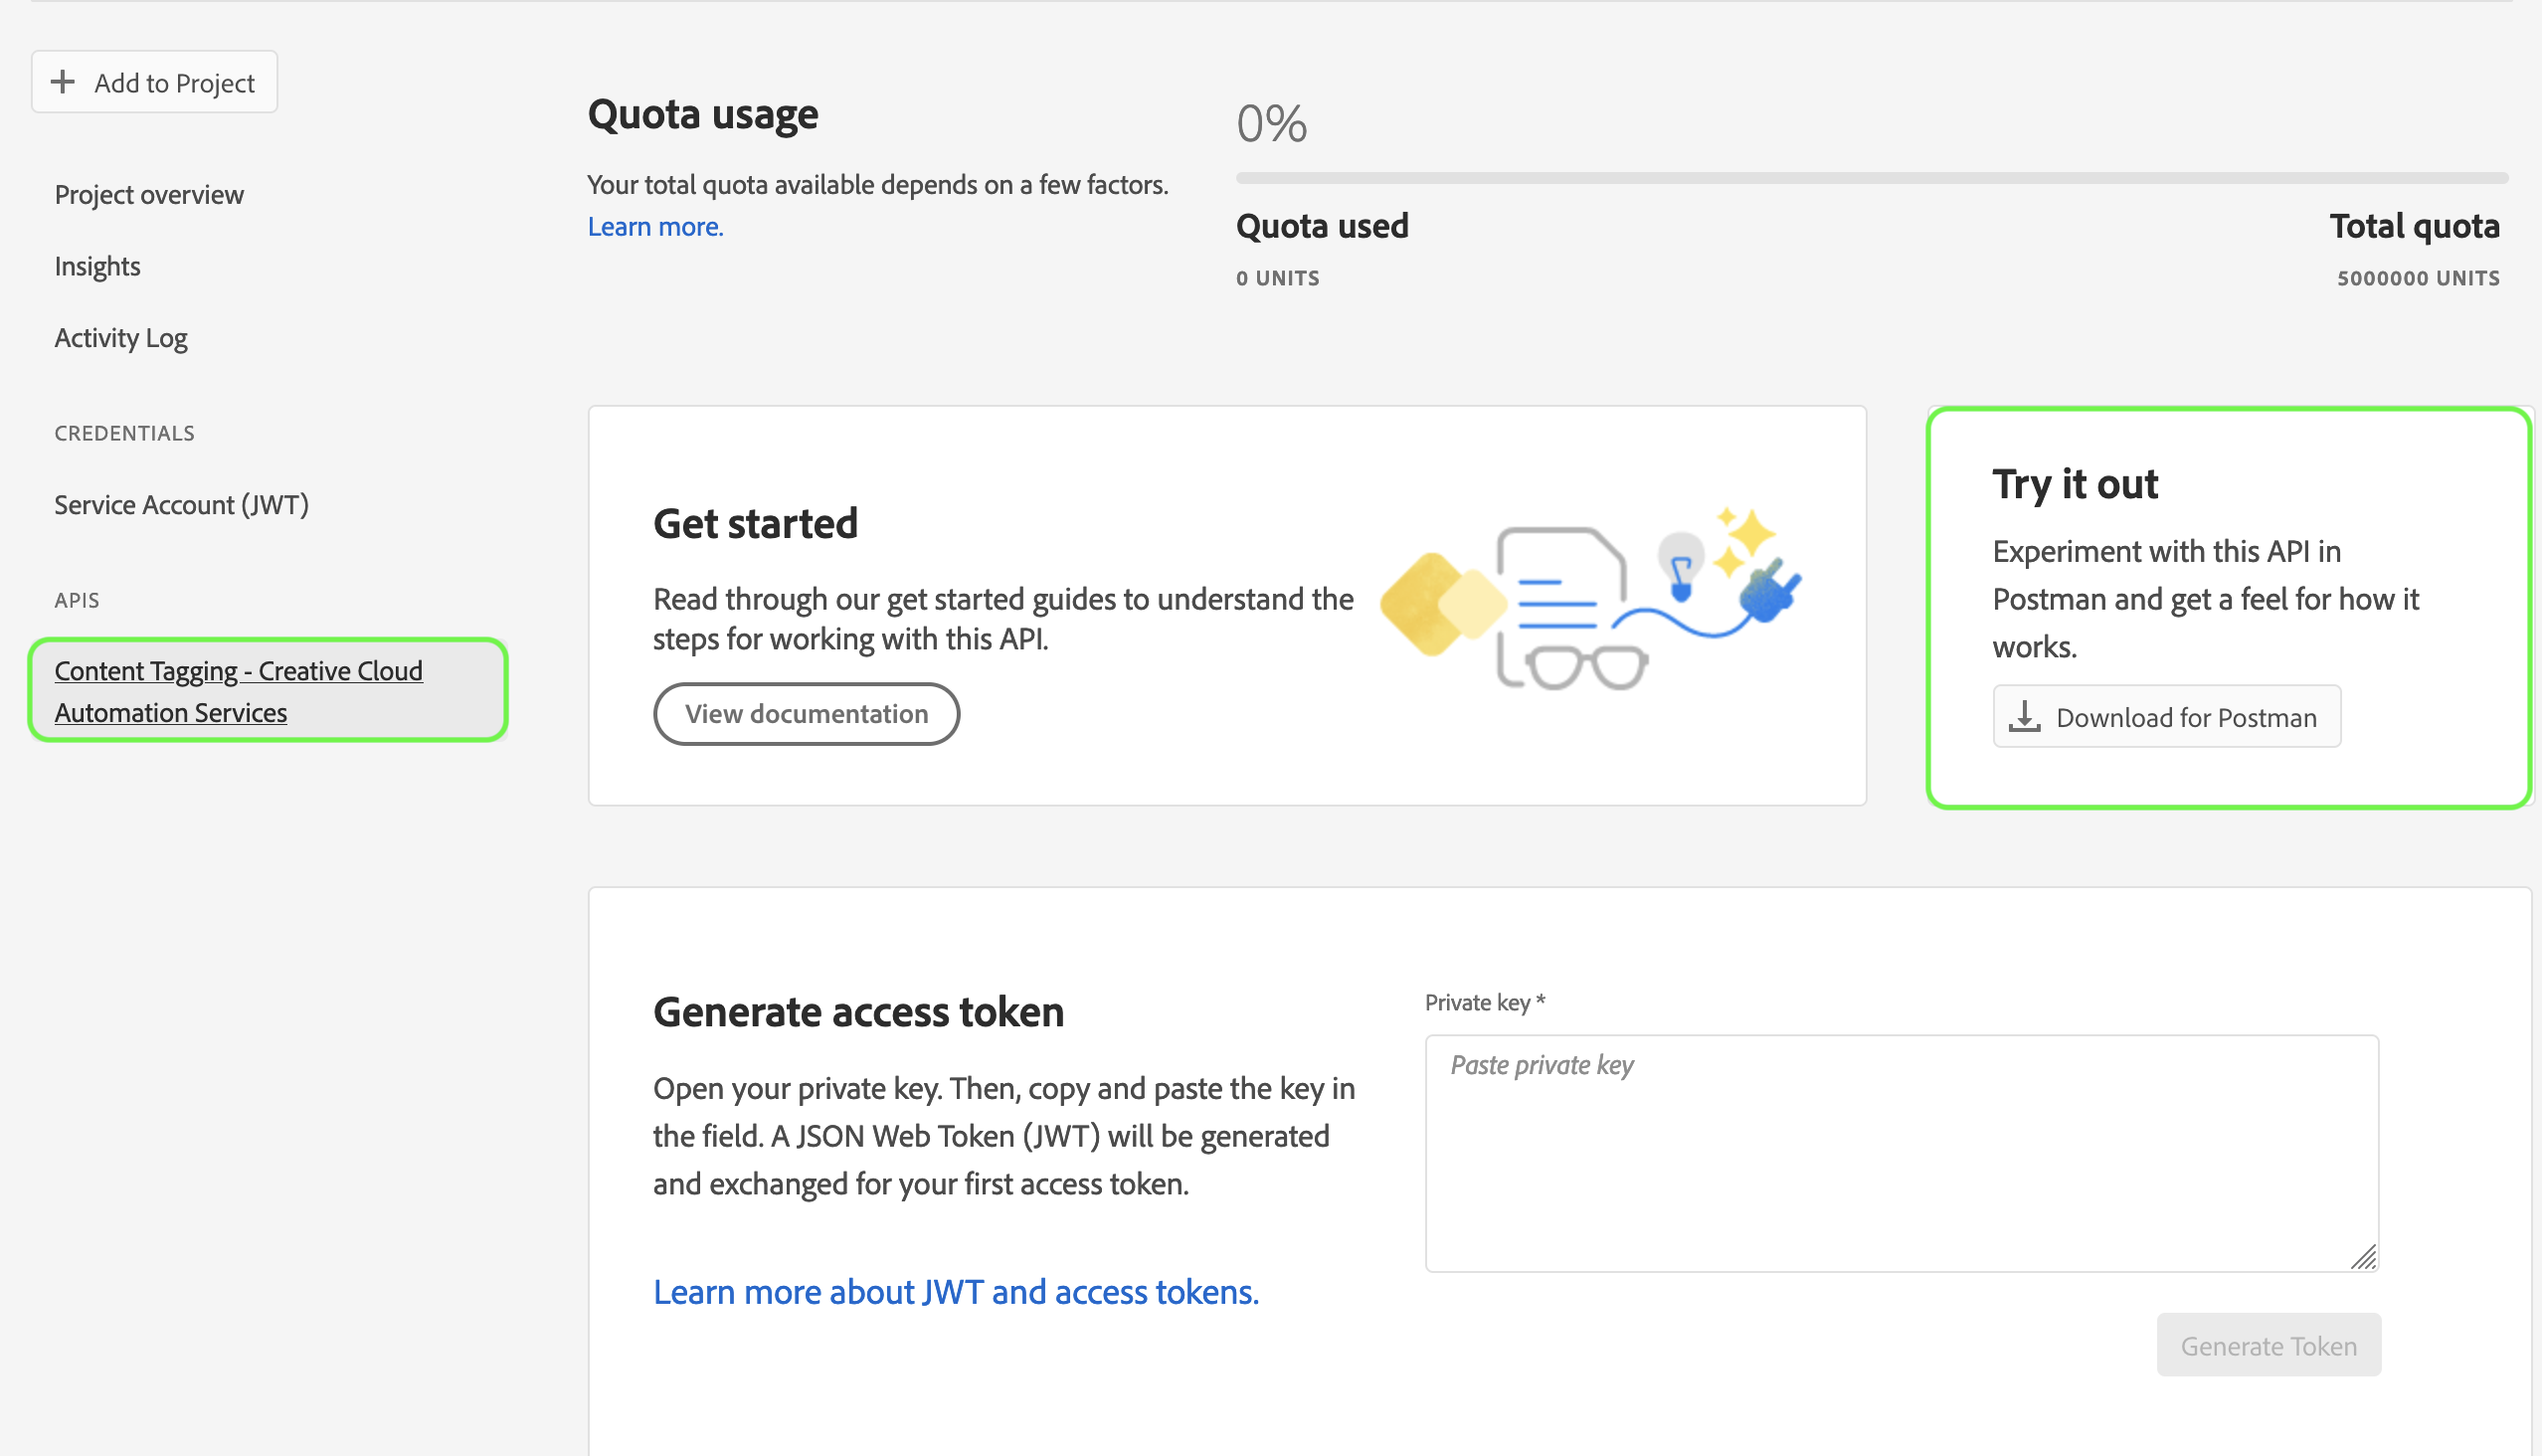 Add to Project
Project overview
Insights
Activity Log
CREDENTIALS
Service Account (JWT)
APIS
Content Tagging - Creative Cloud
Automation Services
Quota usage
Your total quota available depends on a few factors.
Learn more.
0%
Quota used
Total quota
0 UNITS
5000000 UNITS
Get started
Read through our get started guides to understand the
steps for working with this API.
View documentation
Try it out
Experiment with this API in
Postman and get a feel for how it
works.
Download for Postman
Generate access token
Open your private key. Then, copy and paste the key in
the field. A JSON Web Token (JWT) will be generated
and exchanged for your first access token.
Learn more about JWT and access tokens.
Private key *
Paste private key
Generate Token